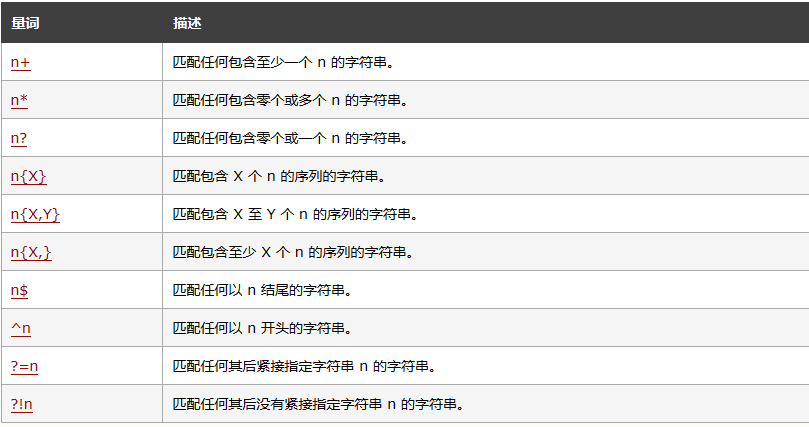 量词 描述
n+ 匹配任何包含至少一个 n 的字符串。
n* 匹配任何包含零个或多个 n 的字符串。
n? 匹配任何包含零个或一个 n 的字符串。
n{X} 匹配包含 X 个 n 的序列的字符串。
n{X,Y} 匹配包含 X 至 Y 个 n 的序列的字符串。
n{X,} 匹配包含至少 X 个 n 的序列的字符串。
n$ 匹配任何以 n 结尾的字符串。
^n 匹配任何以 n 开头的字符串。
?=n 匹配任何其后紧接指定字符串 n 的字符串。
?!n 匹配任何其后没有紧接指定字符串 n 的字符串。